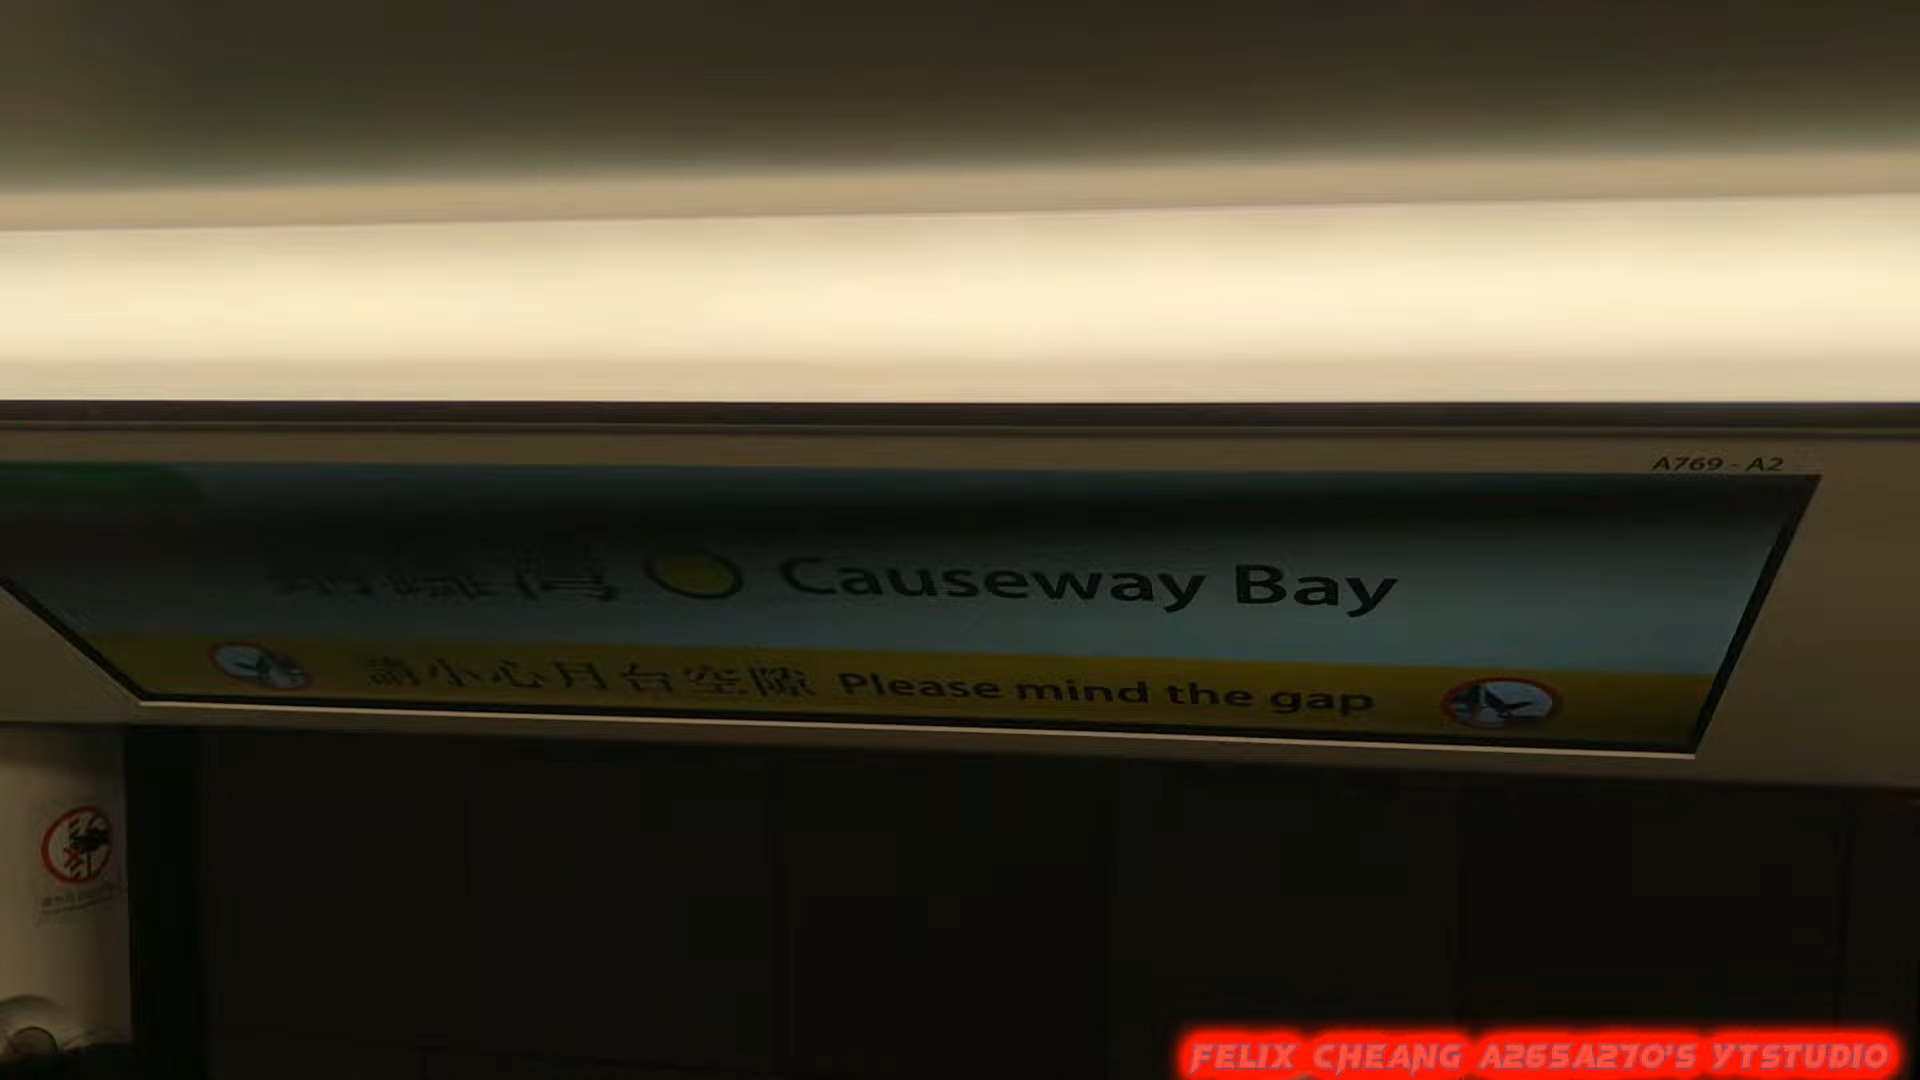 A769 - A2
銅鑼灣 Causeway Bay
請小心月台空隙 Please mind the gap
FELIX CHEANG A265A270'S YTSTUDIO